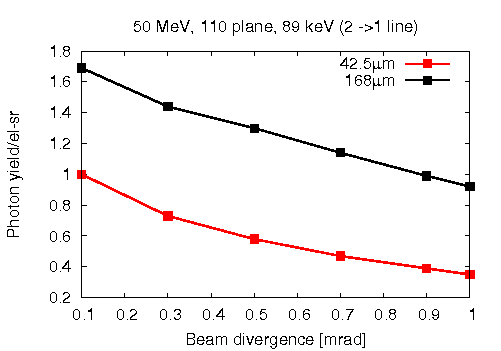 50 MeV, 110 plane, 89 keV (2 ->1 line)
42.5μm
168μm
Photon yield/el-sr
1.8
1.6
1.4
1.2
1
0.8
0.6
0.4
0.2
0.1 0.2 0.3 0.4 0.5 0.6 0.7 0.8 0.9 1
Beam divergence [mrad]